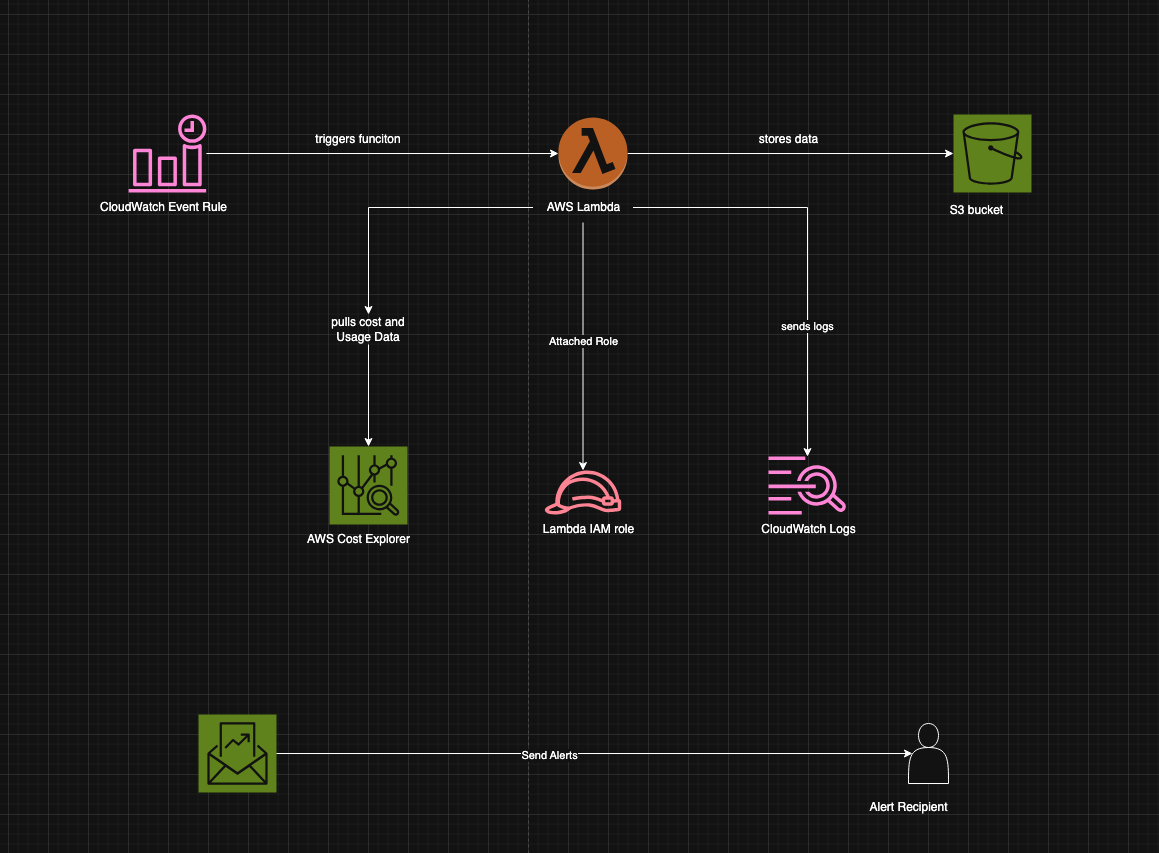 triggers funciton
stores data
CloudWatch Event Rule
AWS Lambda
S3 bucket
pulls cost and
Usage Data
Attached Role
sends logs
AWS Cost Explorer
Lambda IAM role
CloudWatch Logs
Send Alerts
Alert Recipient